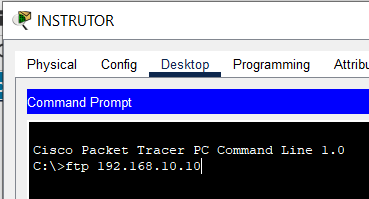 INSTRUTOR
Physical Config Desktop Programming Attribu
Command Prompt
Cisco Packet Tracer PC Command Line 1.0
C:\>ftp 192.168.10.10